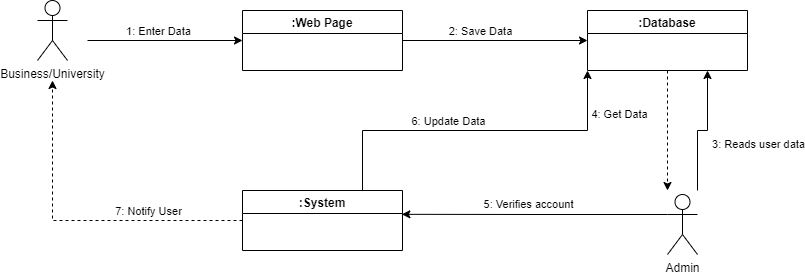 :Web Page
:Database
1: Enter Data
2: Save Data
Business/University
6: Update Data
4: Get Data
3: Reads user data
:System
7: Notify User
5: Verifies account
Admin